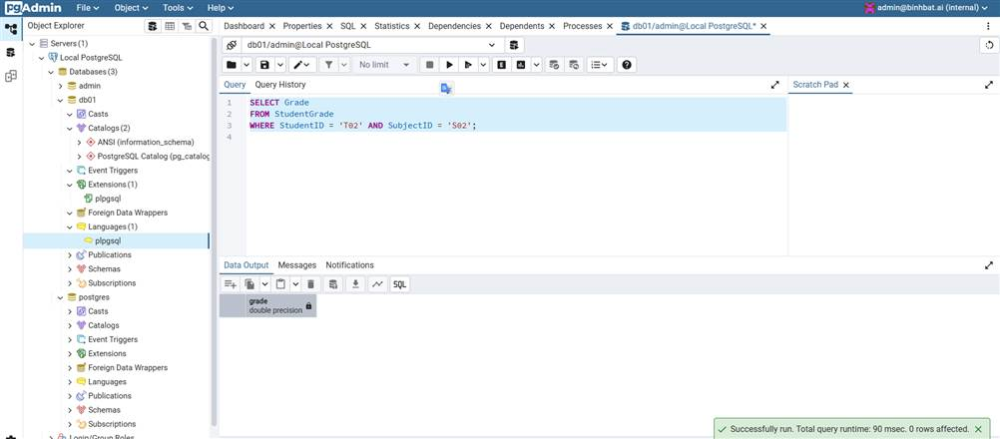 pgAdmin File Object Tools Help admin@binhbat.ai (internal)
Object Explorer
Dashboard Properties SQL Statistics Dependencies Dependents Processes db01/admin@Local PostgreSQL*
Servers (1)
Local PostgreSQL
Databases (3)
admin
db01
Casts
Catalogs (2)
ANSI (information_schema)
PostgreSQL Catalog (pg_catalog
Event Triggers
Extensions (1)
plpgsql
Foreign Data Wrappers
Languages (1)
plpgsql
Publications
Schemas
Subscriptions
postgres
Casts
Catalogs
Event Triggers
Extensions
Foreign Data Wrappers
Languages
Publications
Schemas
Subscriptions
Login/Group Roles
db01/admin@Local PostgreSQL
No limit
Query Query History
Scratch Pad
1 SELECT Grade
2 FROM StudentGrade
3 WHERE StudentID = 'T02' AND SubjectID = 'S02';
4
Data Output Messages Notifications
SQL
grade
double precision
Successfully run. Total query runtime: 90 msec. 0 rows affected.